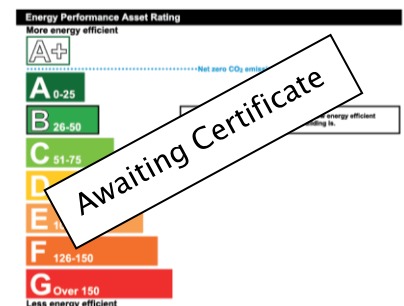 Energy Performance Asset Rating
More energy efficient
A+
Net zero CO₂
A 0-25
energy efficient
B 26-50
is.
C 51-75
Awaiting Certificate
D
E
F 126-150
G Over 150
Less energy efficient